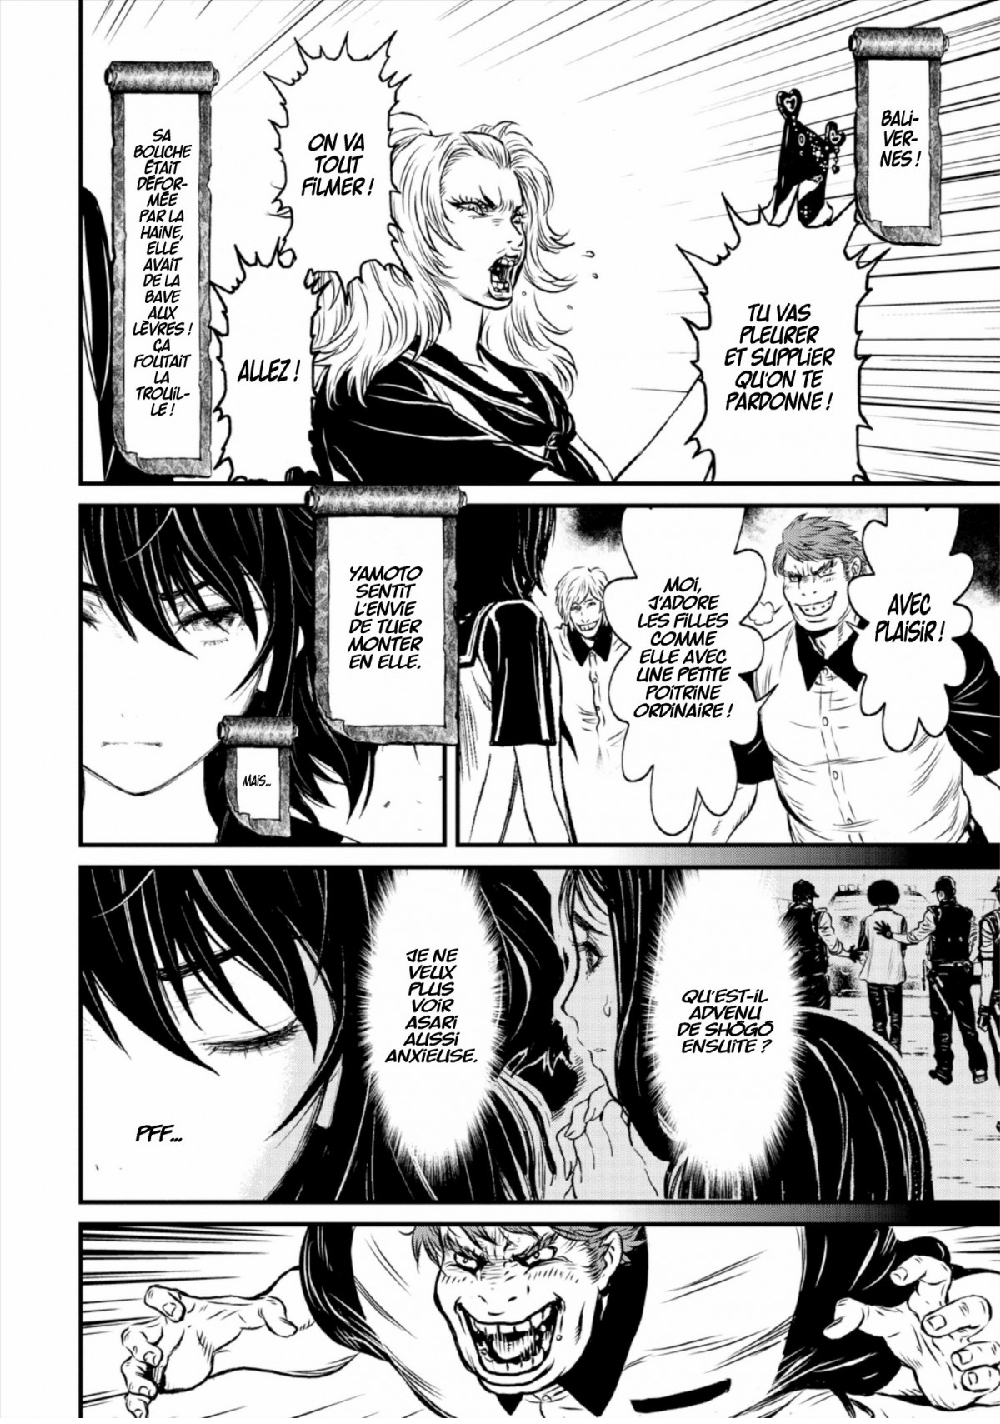 BALI-
VER-
NES !
TU VAS
PLEURER
ET SUPPLIER
QU'ON TE
PARDONNE !
ON VA
TOUT
FILMER !
ALLEZ !
SA
BOUCHE
ÉTAIT
DÉFOR-
MÉE
PAR LA
HAINE,
ELLE
AVAIT
DE LA
BAVE
AUX
LÈVRES !
ÇA
FOUTAIT
LA
TROUIL-
LE !
AVEC
PLAISIR !
MOI,
J'ADORE
LES FILLES
COMME
ELLE AVEC
UNE PETITE
POITRINE
ORDINAIRE !
YAMOTO
SENTIT
L'ENVIE
DE TUER
MONTER
EN ELLE.
MAIS...
QU'EST-IL
ADVENU
DE SHÔGÔ
ENSUITE ?
JE NE
VEUX
PLUS
VOIR
ASARI
AUSSI
ANXIEUSE.
PFF...